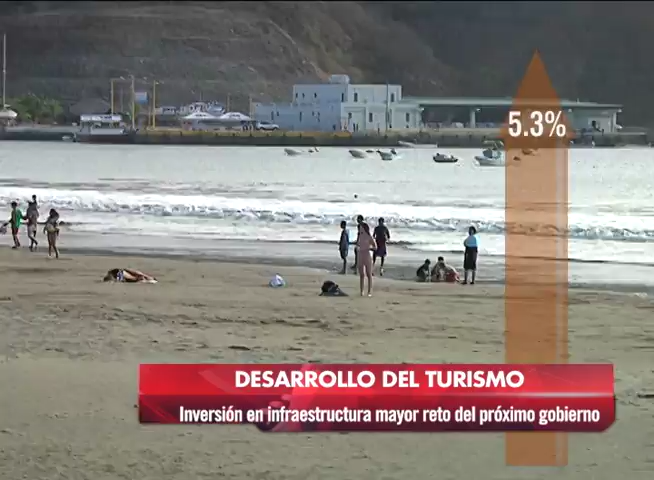 5.3%
DESARROLLO DEL TURISMO
Inversión en infraestructura mayor reto del próximo gobierno